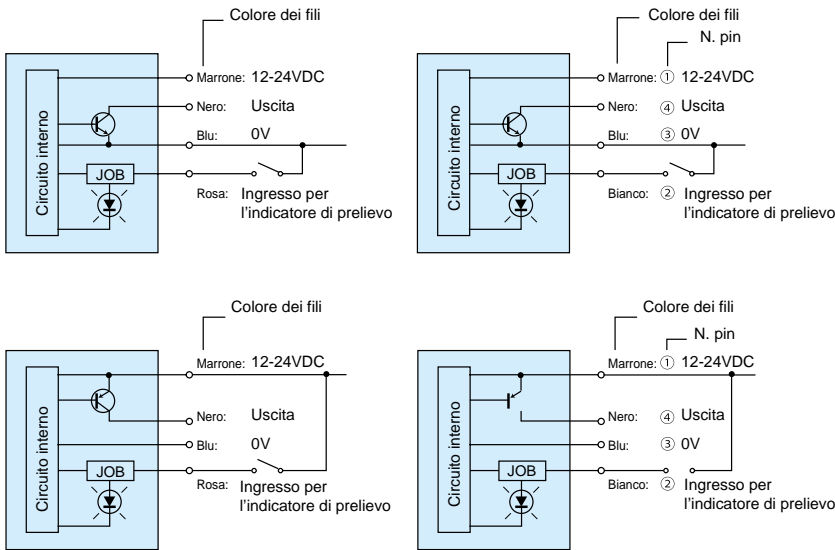 Colore dei fili
Marrone: 12-24VDC
Nero: Uscita
Blu: 0V
Circuito interno
JOB
Rosa: Ingresso per
l'indicatore di prelievo
Colore dei fili
N. pin
Marrone: ① 12-24VDC
Nero: ④ Uscita
Blu: ③ 0V
Circuito interno
JOB
Bianco: ② Ingresso per
l'indicatore di prelievo
Colore dei fili
Marrone: 12-24VDC
Nero: Uscita
Blu: 0V
Circuito interno
JOB
Rosa: Ingresso per
l'indicatore di prelievo
Colore dei fili
N. pin
Marrone: ① 12-24VDC
Nero: ④ Uscita
Blu: ③ 0V
Circuito interno
JOB
Bianco: ② Ingresso per
l'indicatore di prelievo